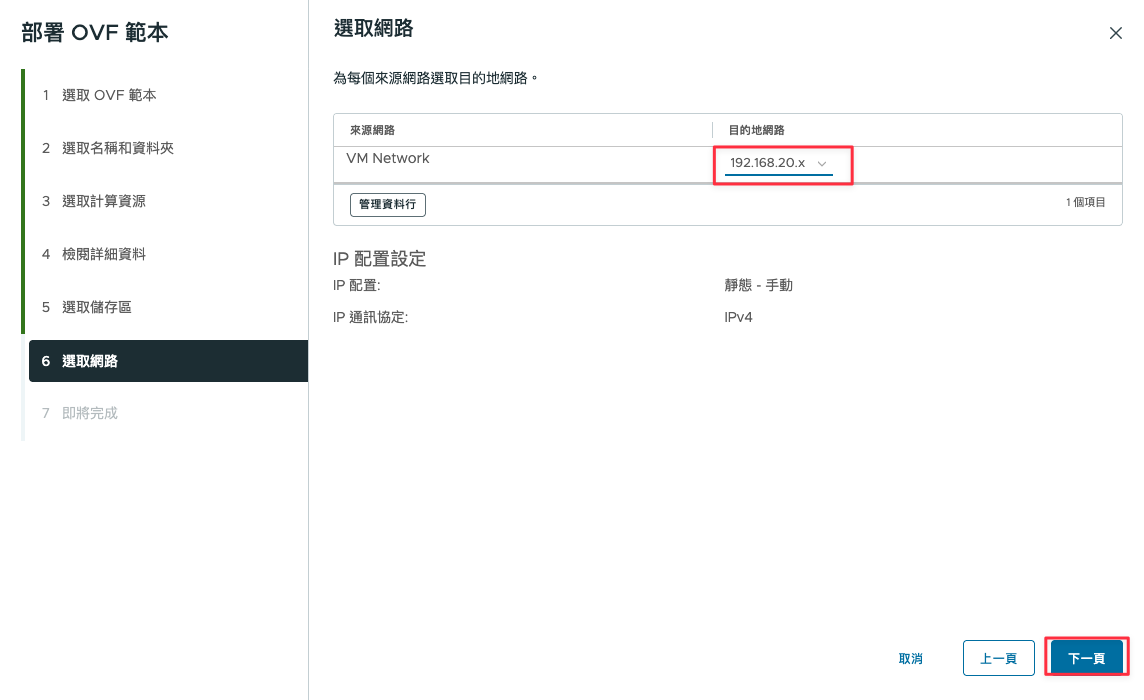 部署 OVF 範本
1 選取 OVF 範本
2 選取名稱和資料夾
3 選取計算資源
4 檢閱詳細資料
5 選取儲存區
6 選取網路
7 即將完成
選取網路
為每個來源網路選取目的地網路。
來源網路 目的地網路
VM Network 192.168.20.x
管理資料行 1 個項目
IP 配置設定
IP 配置: 靜態 - 手動
IP 通訊協定: IPv4
取消 上一頁 下一頁